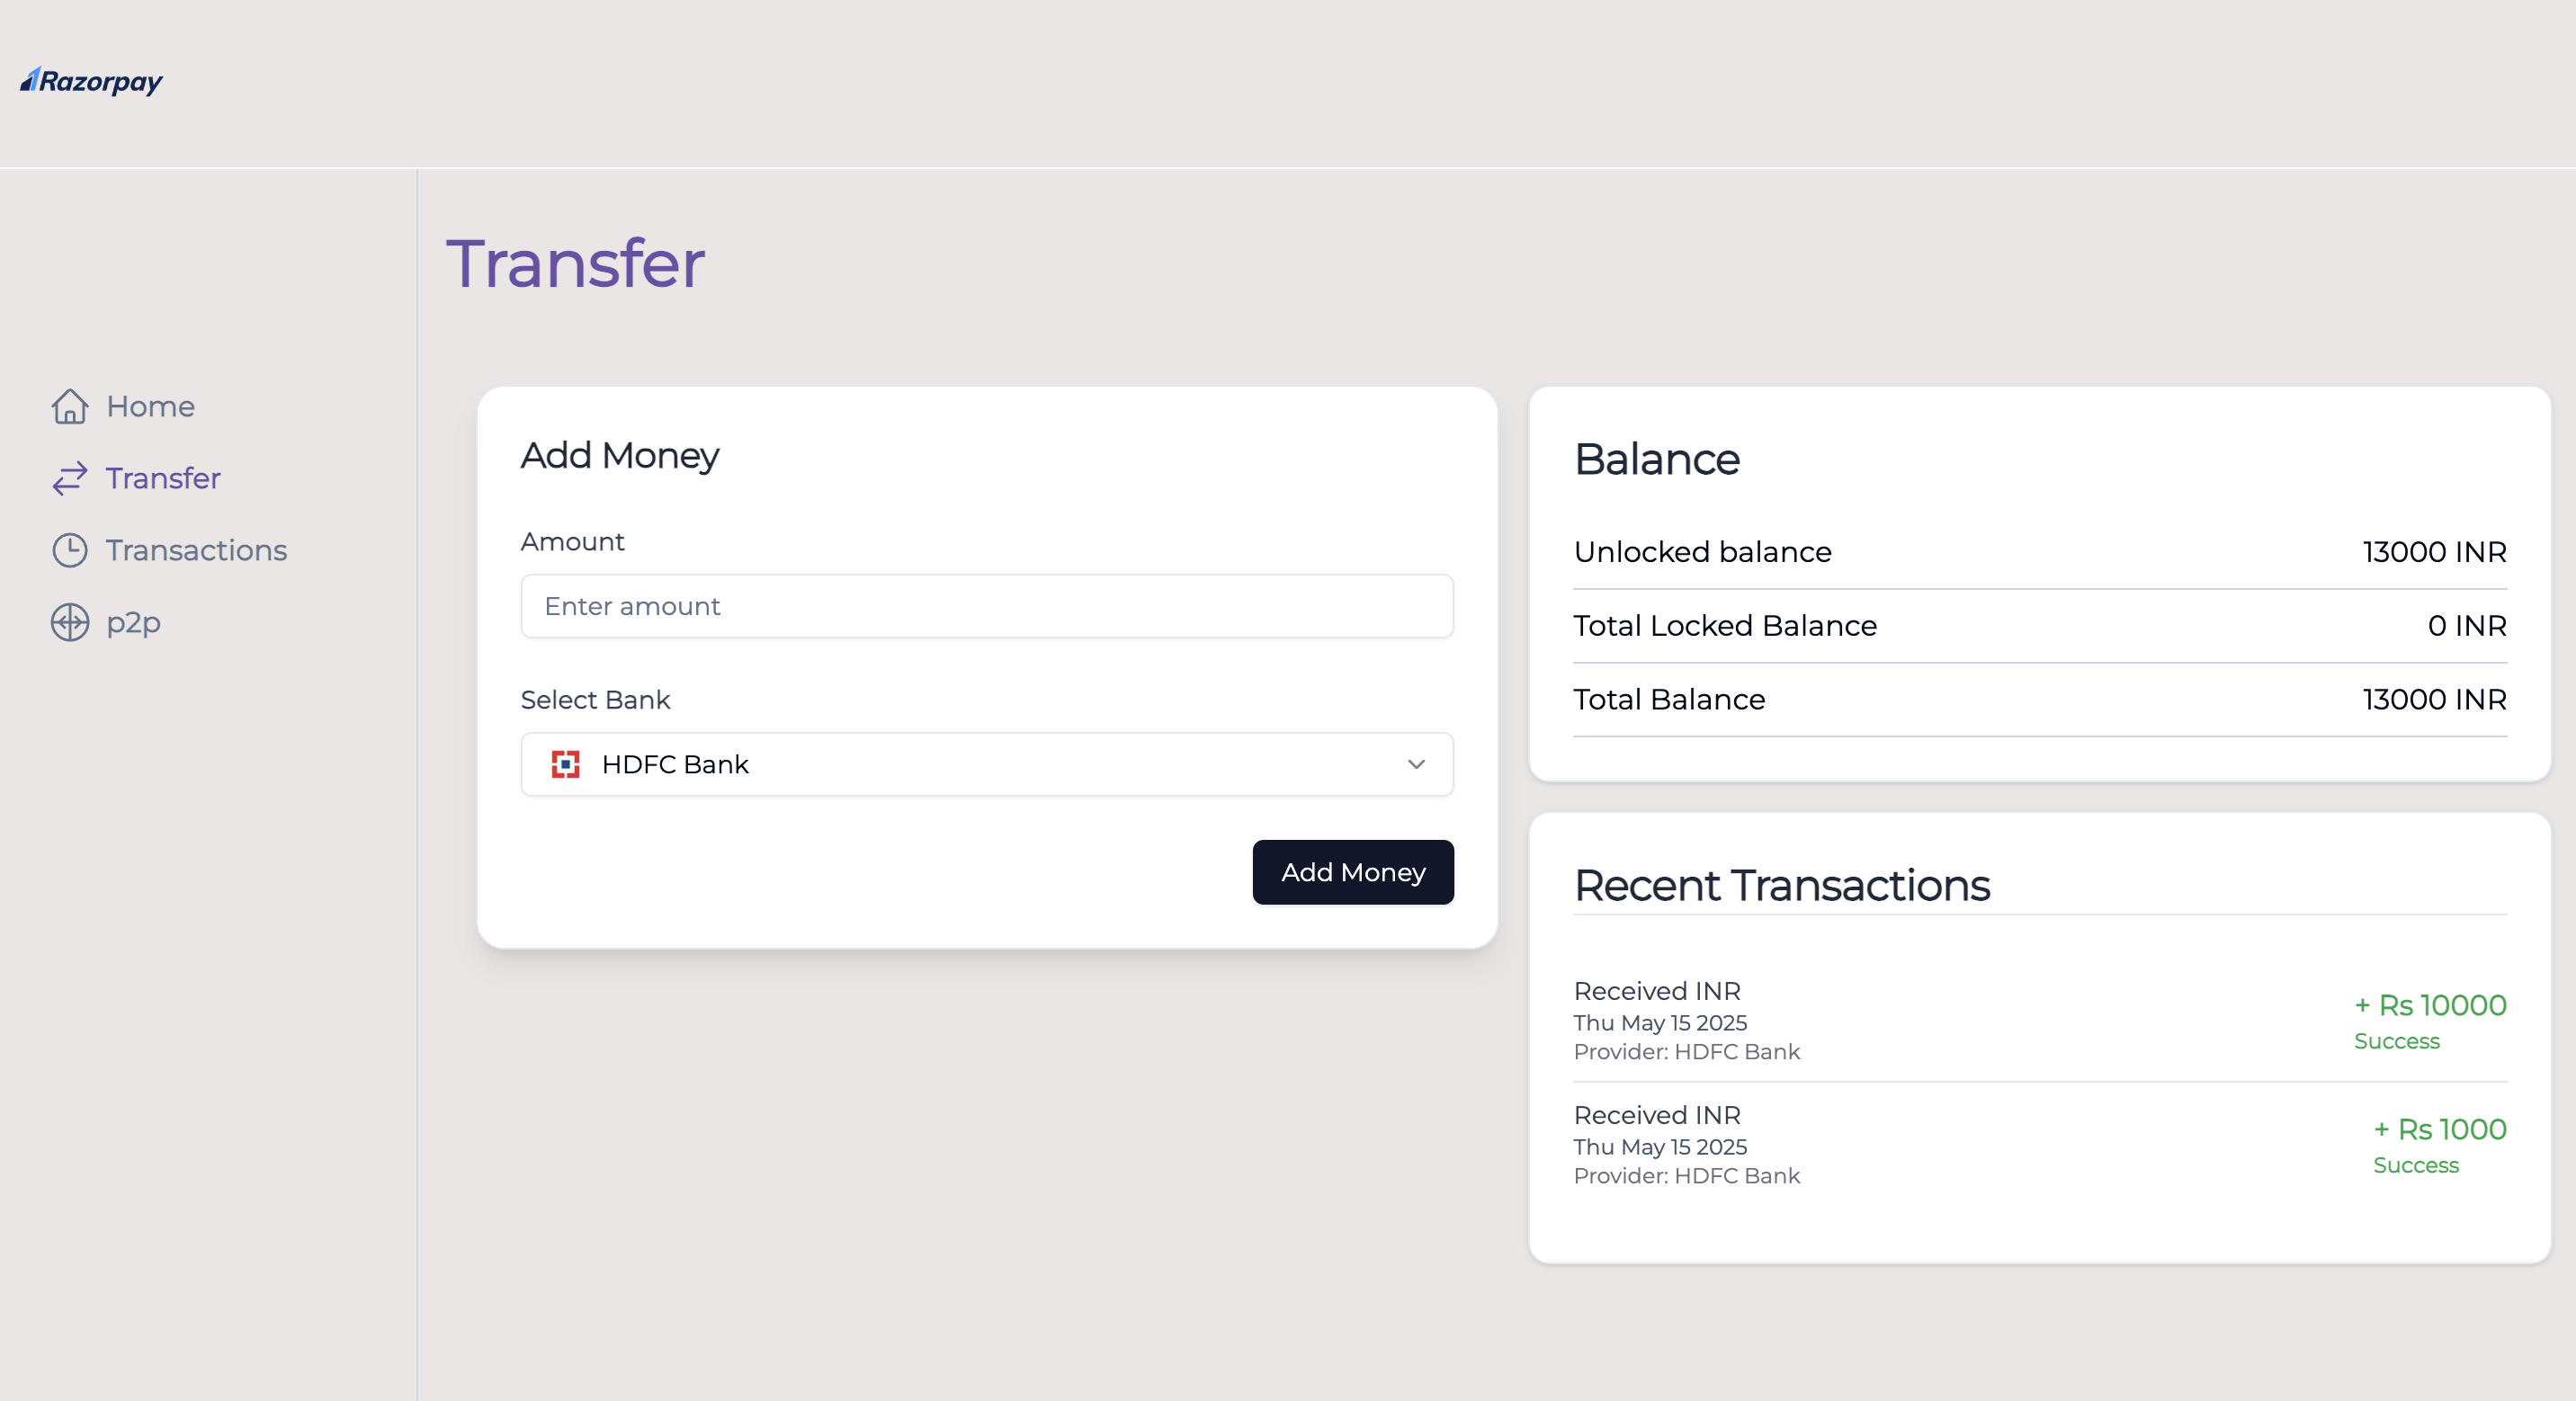 Razorpay
Transfer
Home
Transfer
Transactions
p2p
Add Money
Amount
Enter amount
Select Bank
HDFC Bank
Add Money
Balance
Unlocked balance 13000 INR
Total Locked Balance 0 INR
Total Balance 13000 INR
Recent Transactions
Received INR
Thu May 15 2025
Provider: HDFC Bank
+ Rs 10000
Success
Received INR
Thu May 15 2025
Provider: HDFC Bank
+ Rs 1000
Success